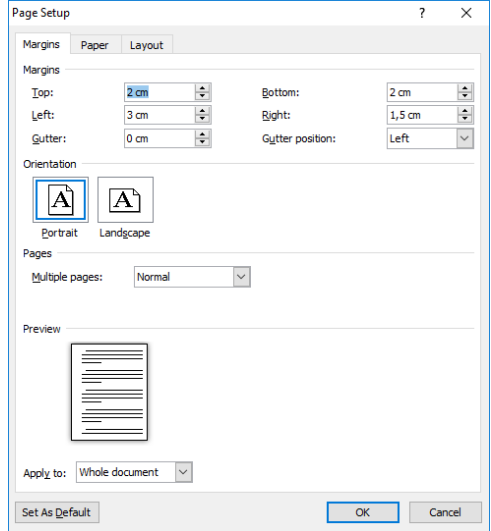 Page Setup ? ×
Margins Paper Layout
Margins
Top: 2 cm Bottom: 2 cm
Left: 3 cm Right: 1,5 cm
Gutter: 0 cm Gutter position: Left
Orientation
A A
Portrait Landscape
Pages
Multiple pages: Normal
Preview
Apply to: Whole document
Set As Default OK Cancel